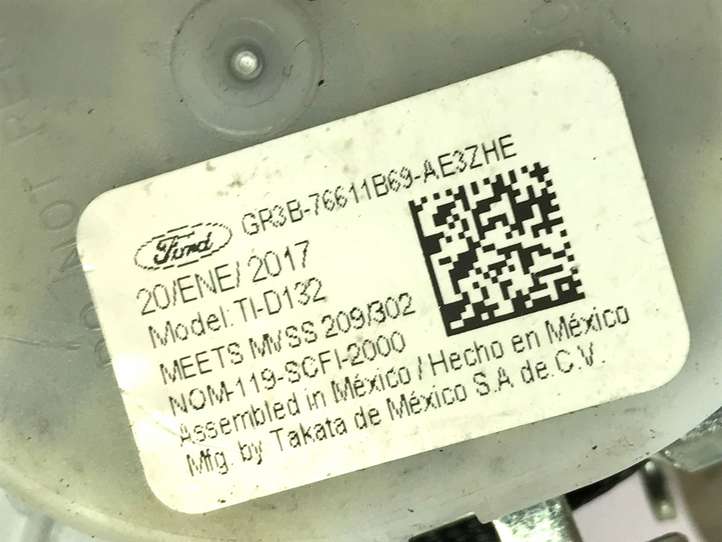 Ford
GR3B-76611B69-AE3ZHE
20/ENE/ 2017
Model: TI-D132
MEETS MVSS 209/302
NOM-119-SCFI-2000
Assembled in México / Hecho en México
Mfg. by Takata de México S.A de.C.V.